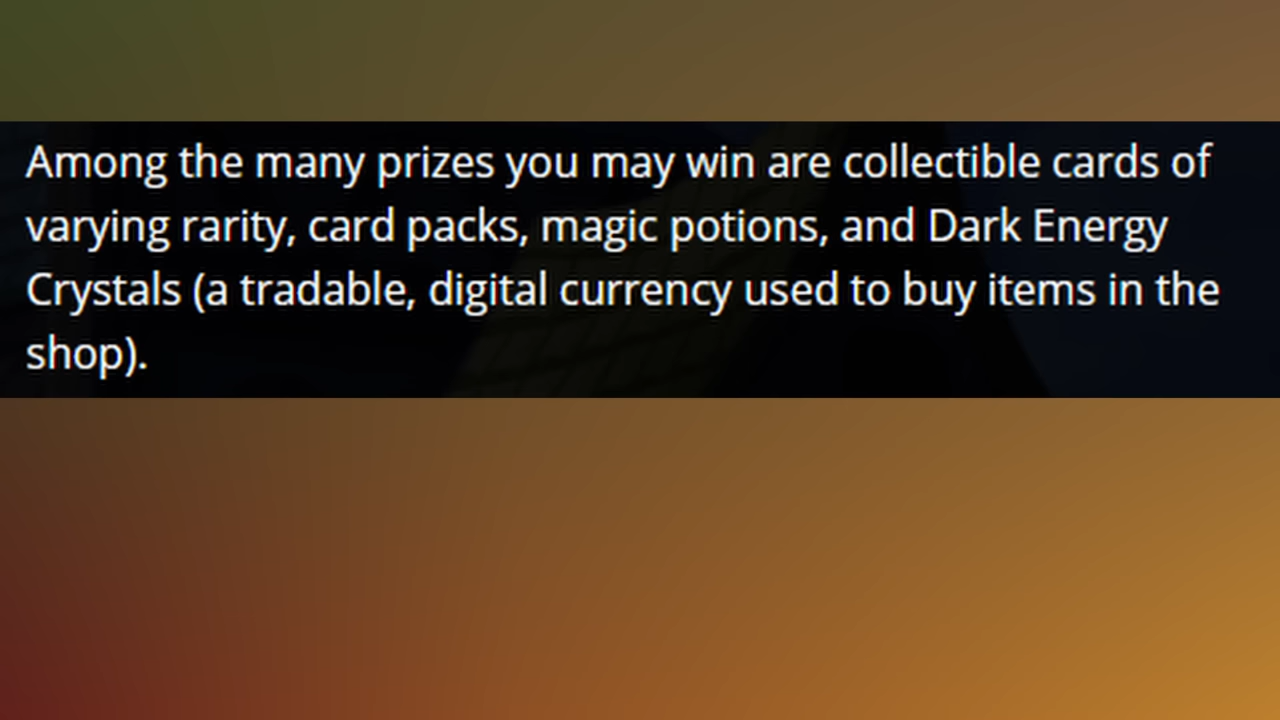 Among the many prizes you may win are collectible cards of
varying rarity, card packs, magic potions, and Dark Energy
Crystals (a tradable, digital currency used to buy items in the
shop).